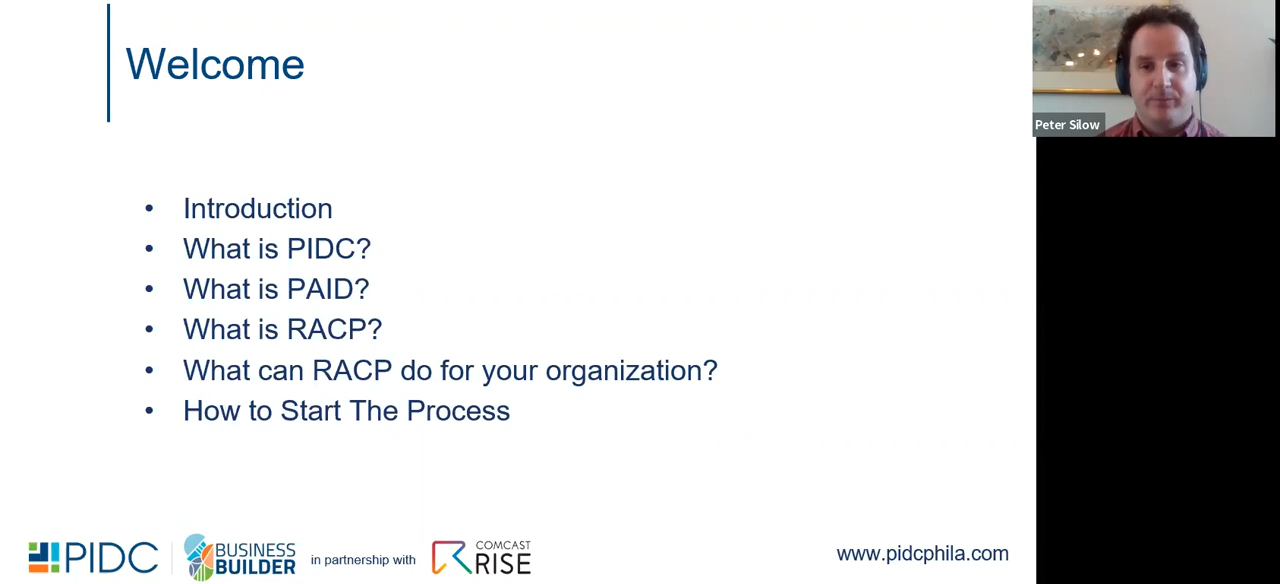 Welcome
Peter Silow
• Introduction
• What is PIDC?
• What is PAID?
• What is RACP?
• What can RACP do for your organization?
• How to Start The Process
PIDC
BUSINESS
BUILDER
in partnership with
COMCAST
RISE
www.pidcphila.com